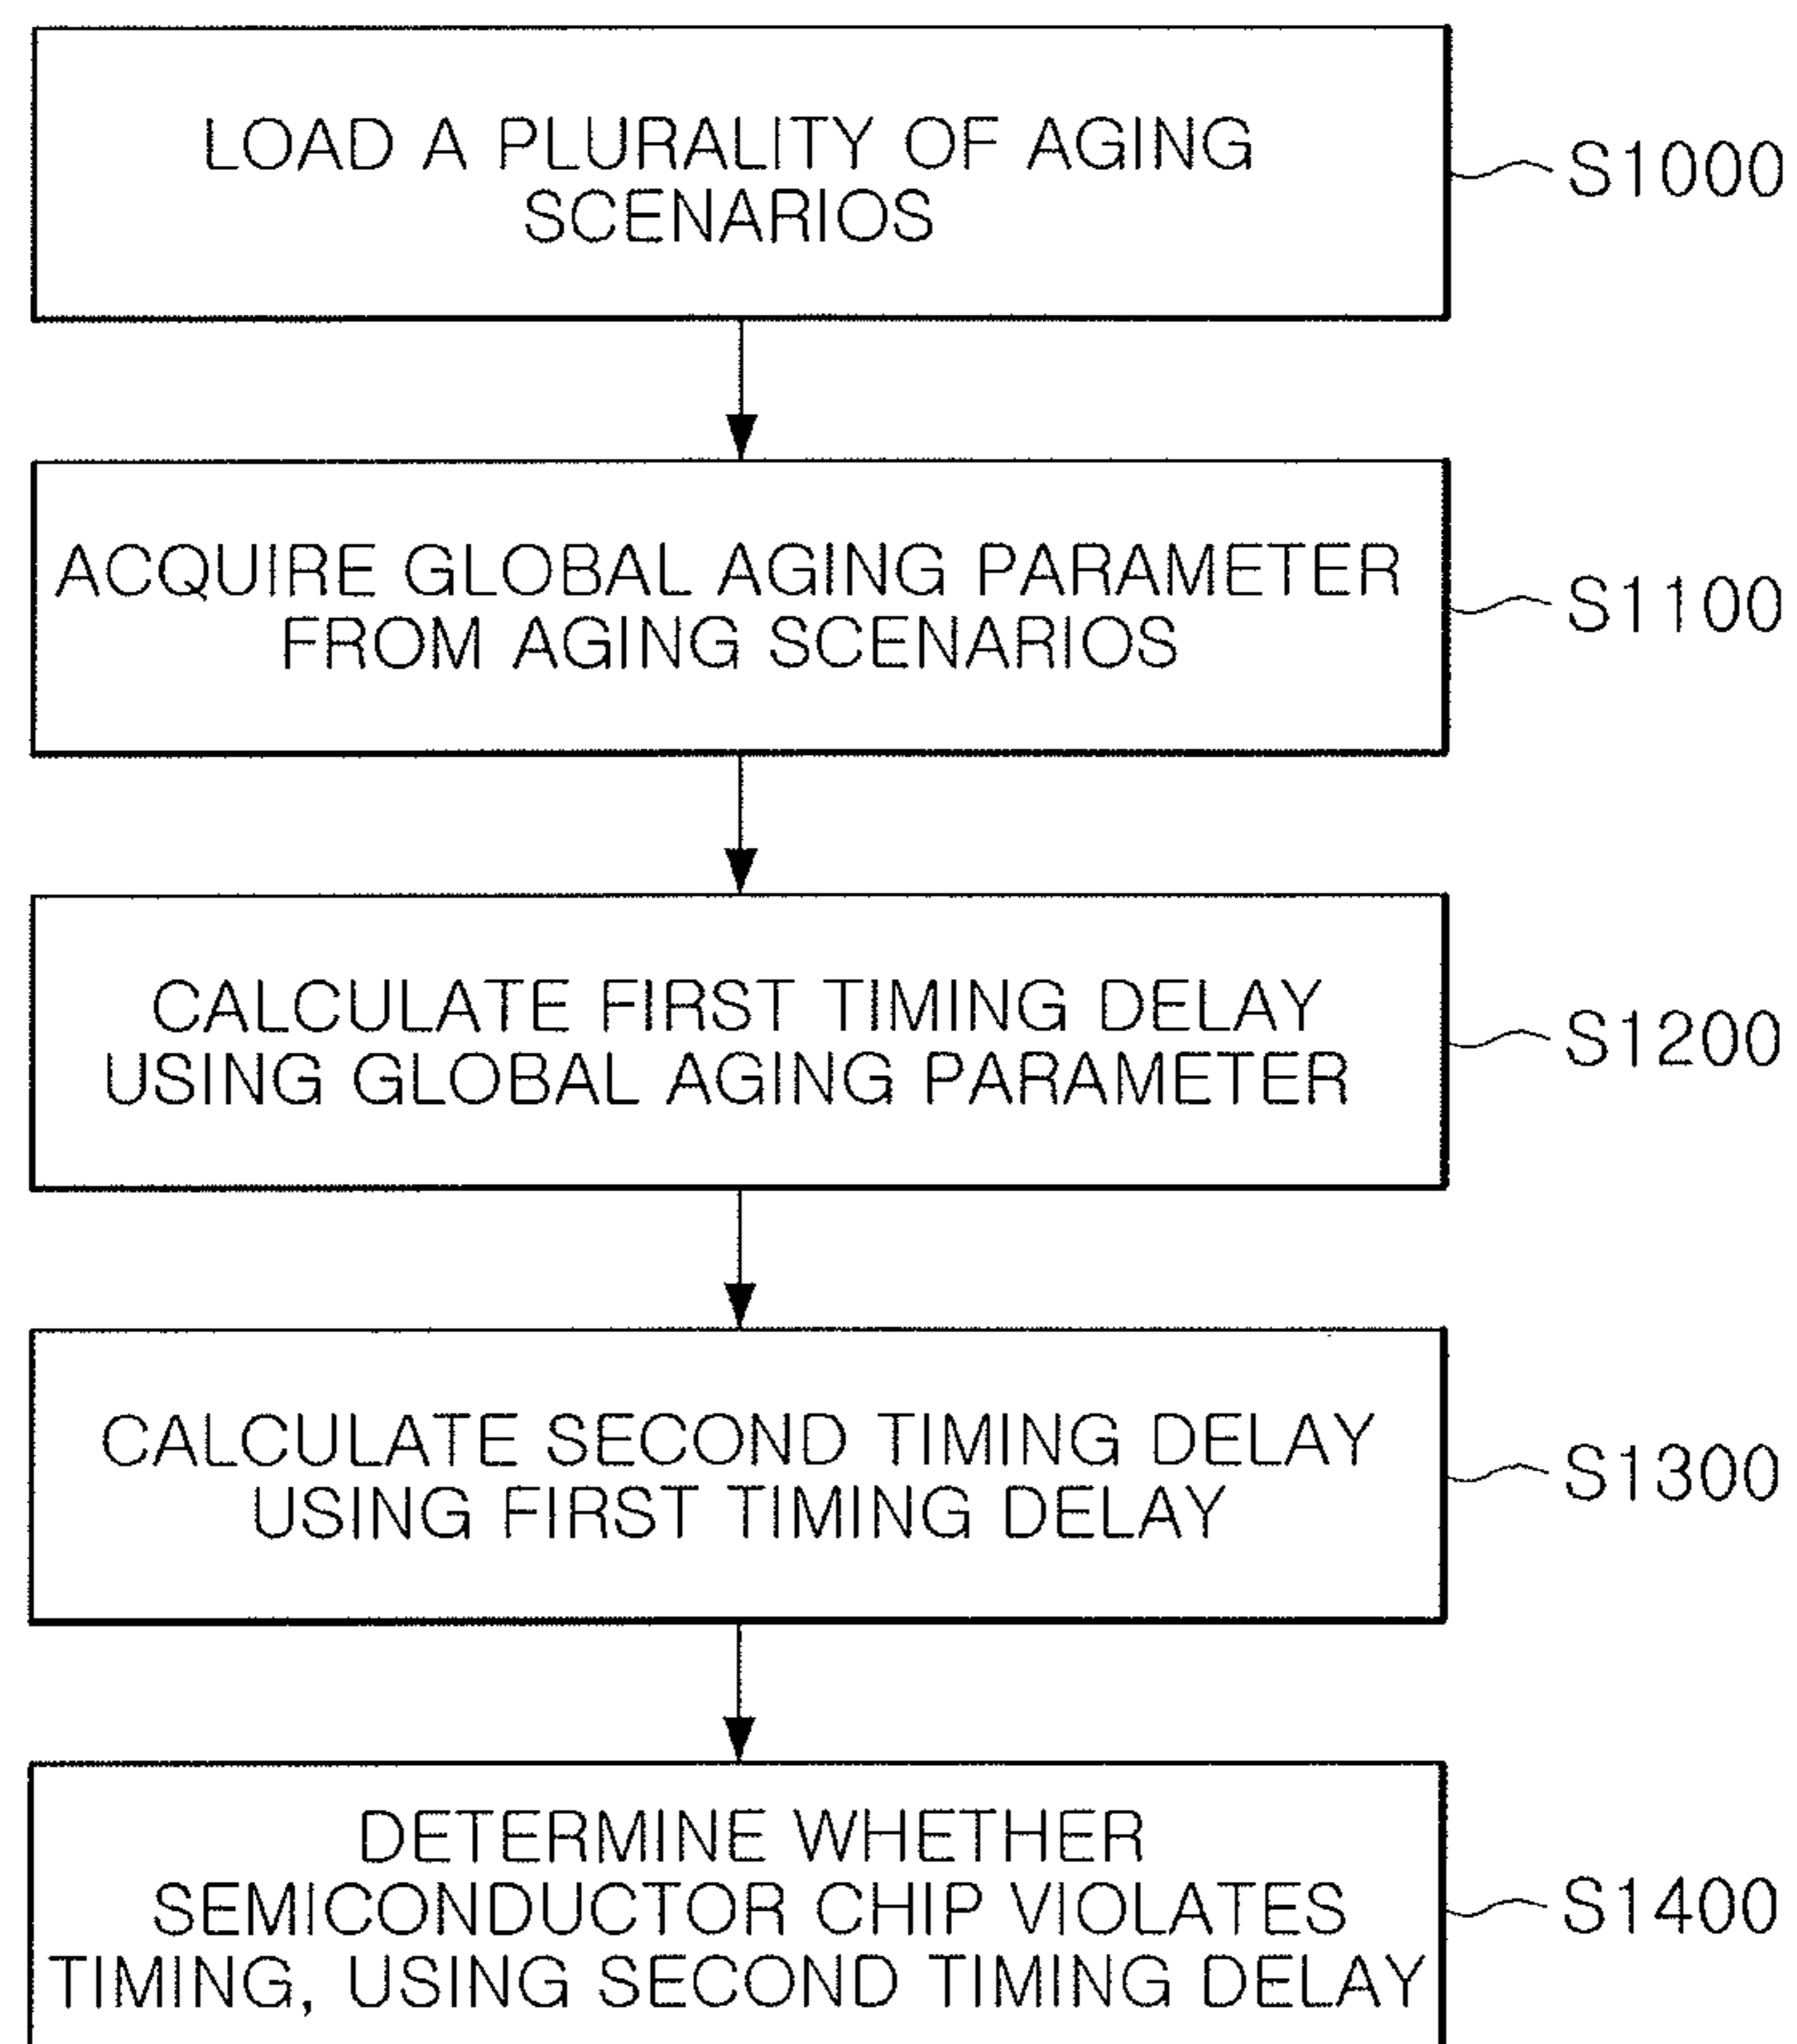 LOAD A PLURALITY OF AGING
SCENARIOS
S1000
ACQUIRE GLOBAL AGING PARAMETER
FROM AGING SCENARIOS
S1100
CALCULATE FIRST TIMING DELAY
USING GLOBAL AGING PARAMETER
S1200
CALCULATE SECOND TIMING DELAY
USING FIRST TIMING DELAY
S1300
DETERMINE WHETHER
SEMICONDUCTOR CHIP VIOLATES
TIMING, USING SECOND TIMING DELAY
S1400